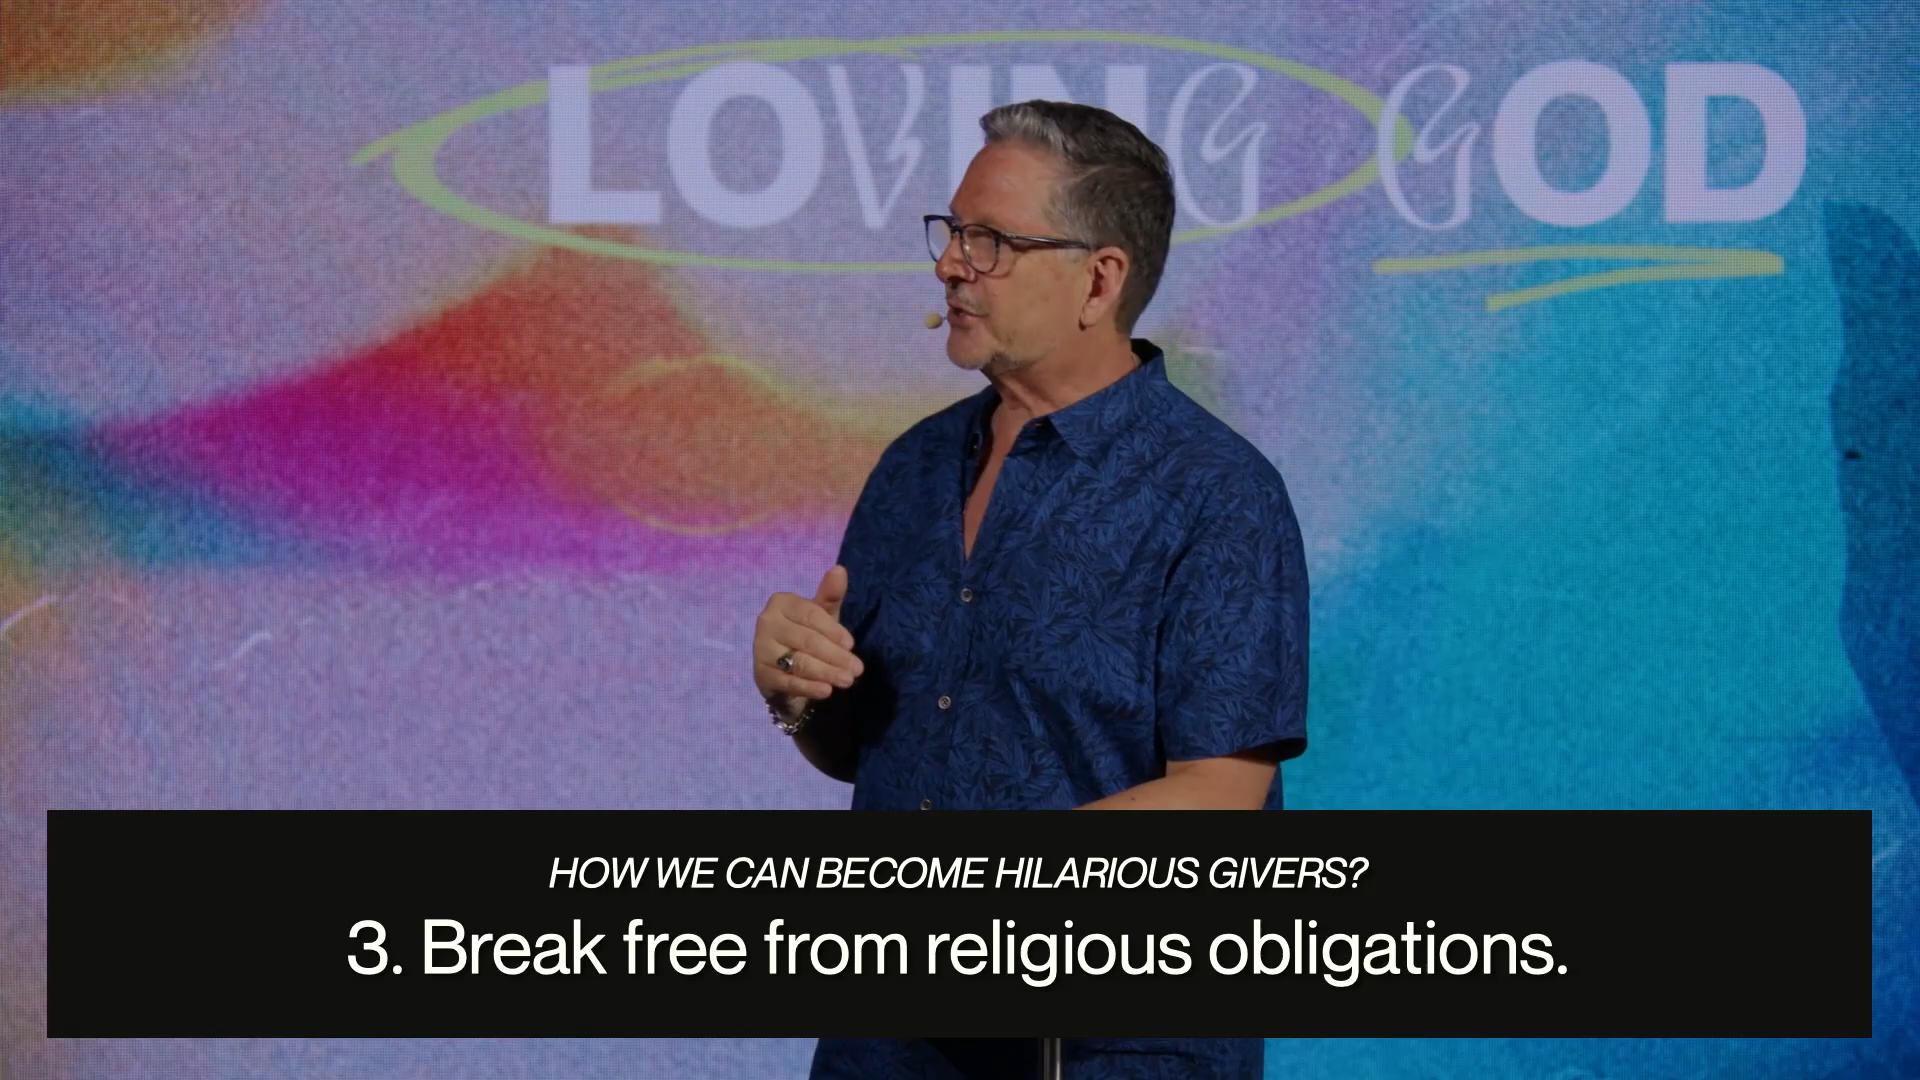 LOVING GOD
HOW WE CAN BECOME HILARIOUS GIVERS?
3. Break free from religious obligations.